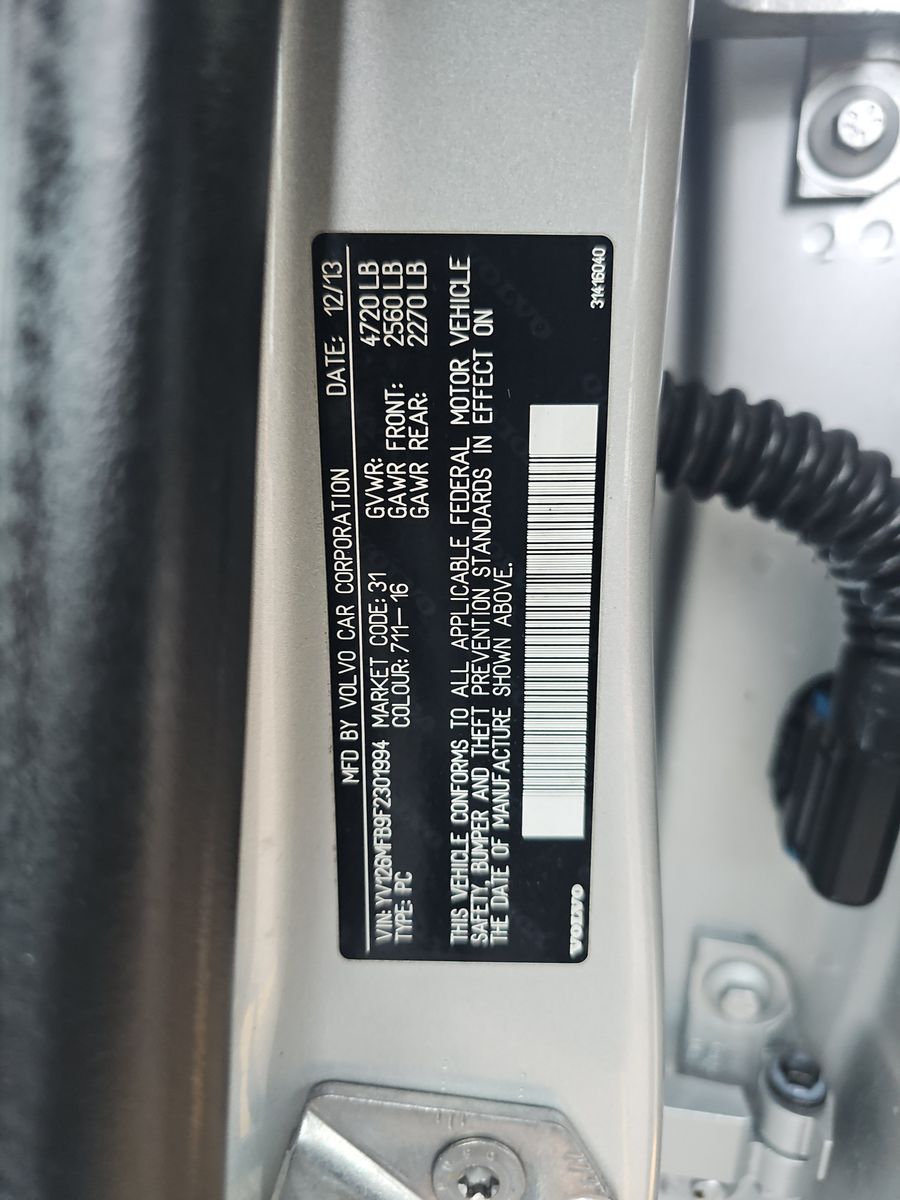 MFD BY VOLVO CAR CORPORATION DATE: 12/13
VIN: YV126MFB9F2301994 MARKET CODE: 31 GVWR: 4720 LB
TYPE: PC COLOUR: 711-16 GAWR FRONT: 2560 LB
GAWR REAR: 2270 LB
THIS VEHICLE CONFORMS TO ALL APPLICABLE FEDERAL MOTOR VEHICLE
SAFETY, BUMPER AND THEFT PREVENTION STANDARDS IN EFFECT ON
THE DATE OF MANUFACTURE SHOWN ABOVE.
VOLVO 31416040